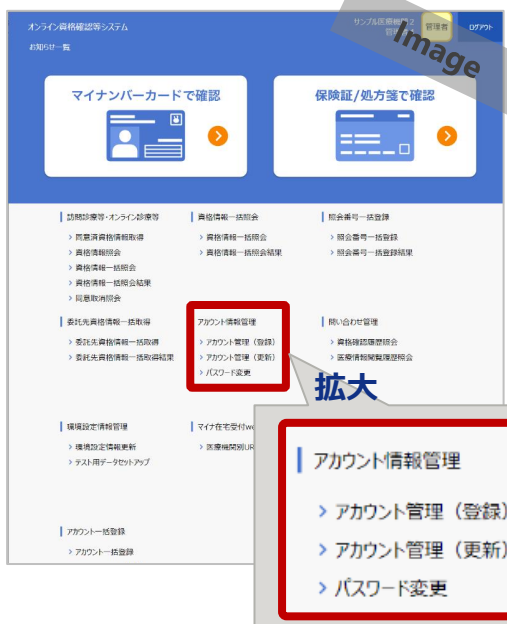 オンライン資格確認等システム
サンプル医療機関2
管理者
ログアウト
お知らせ一覧
Image
マイナンバーカードで確認
保険証/処方箋で確認
訪問診療等・オンライン診療等
同意済資格情報取得
資格情報照会
資格情報一括照会
資格情報一括照会結果
同意取消照会
資格情報一括照会
資格情報一括照会
資格情報一括照会結果
照会番号一括登録
照会番号一括登録
照会番号一括登録結果
委託先資格情報一括取得
委託先資格情報一括取得
委託先資格情報一括取得結果
アカウント情報管理
アカウント管理（登録）
アカウント管理（更新）
パスワード変更
問い合わせ管理
資格確認履歴照会
医療情報閲覧履歴照会
拡大
環境設定情報管理
環境設定情報更新
テスト用データセットアップ
マイナ在宅受付we
医療機関別UR
アカウント一括登録
アカウント一括登録
アカウント情報管理
アカウント管理（登録）
アカウント管理（更新）
パスワード変更